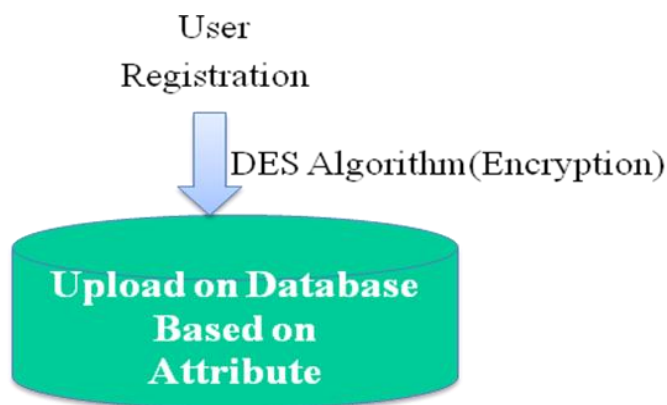 User
Registration
DES Algorithm(Encryption)
Upload on Database
Based on
Attribute